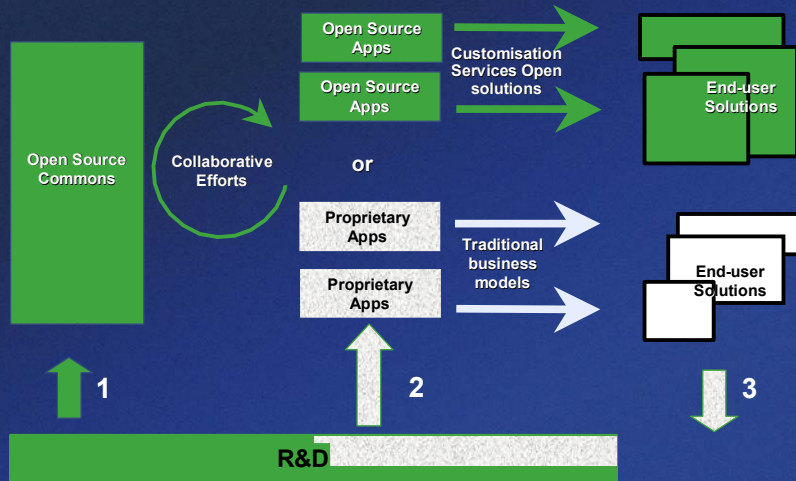 Open Source
Apps
Open Source
Apps
Customisation
Services Open
solutions
End-user
Solutions
Open Source
Commons
Collaborative
Efforts
or
Proprietary
Apps
Proprietary
Apps
Traditional
business
models
End-user
Solutions
1
2
3
R&D